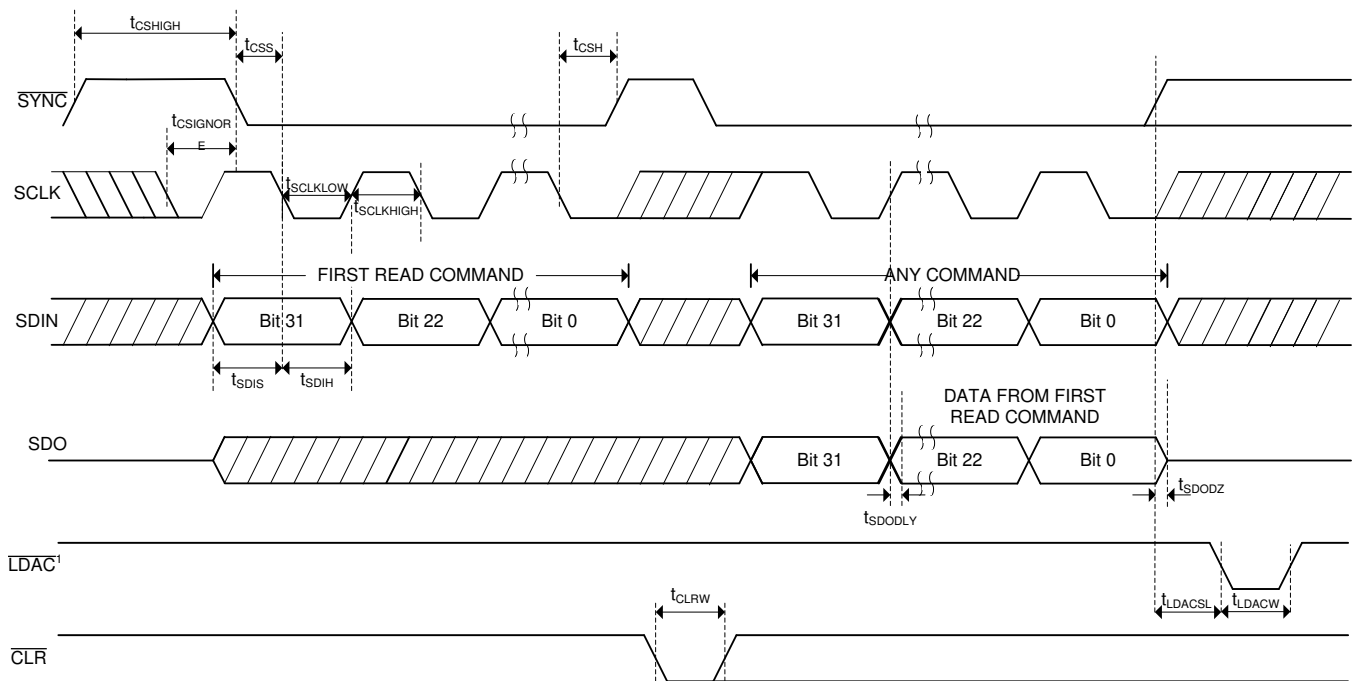 tCSHIGH
tCSS
tCSH
SYNC
tCSIGNOR
E
SCLK
tSCLKLOW
tSCLKHIGH
FIRST READ COMMAND
ANY COMMAND
SDIN
Bit 31
Bit 22
Bit 0
Bit 31
Bit 22
Bit 0
tSDIS
tSDIH
DATA FROM FIRST
READ COMMAND
SDO
Bit 31
Bit 22
Bit 0
tSDODLY
tSDODZ
LDAC¹
tCLRW
tLDACSL
tLDACW
CLR